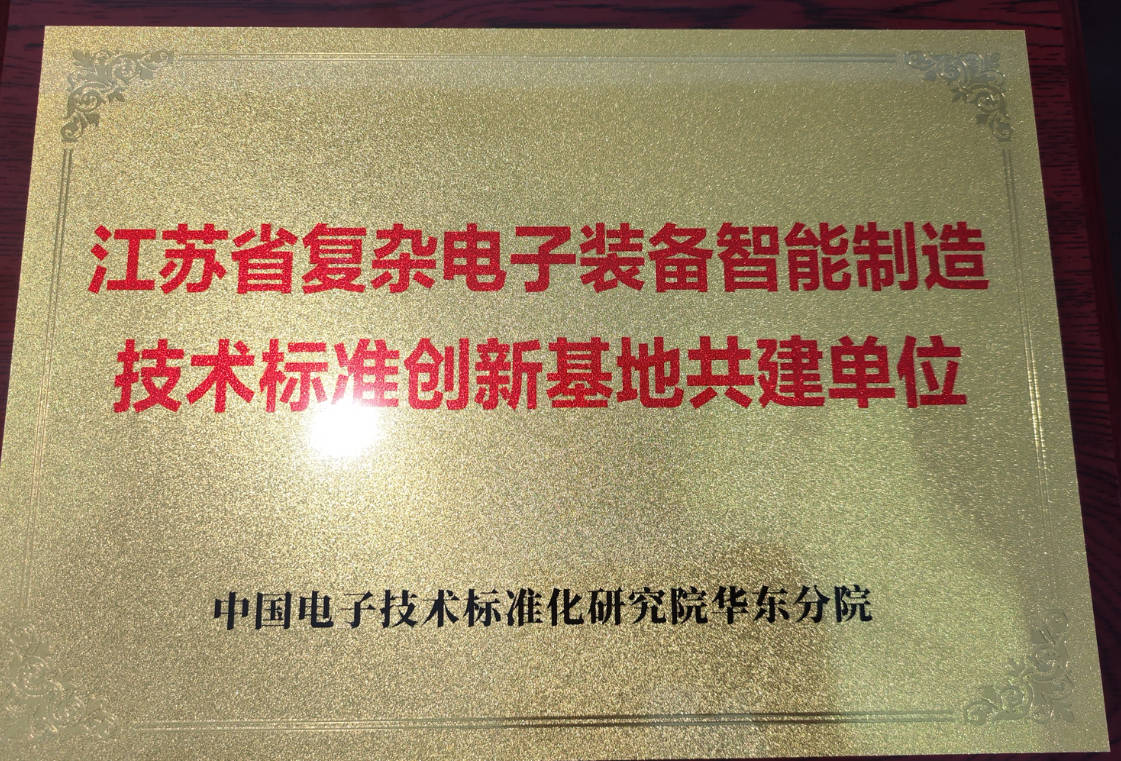 江苏省复杂电子装备智能制造
技术标准创新基地共建单位
中国电子技术标准化研究院华东分院